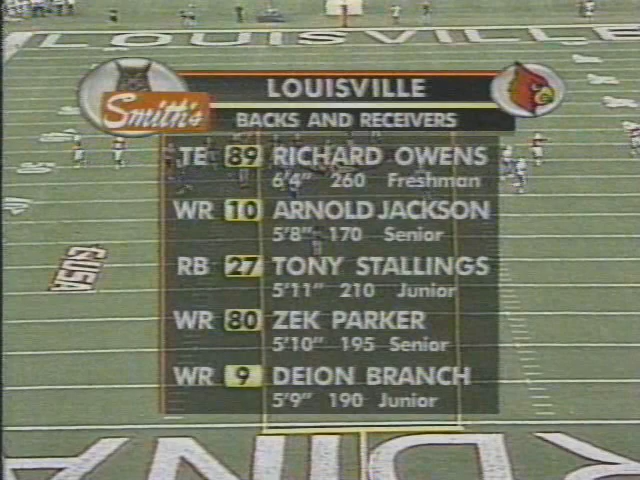 LOUISVILLE
Smith's
LOUISVILLE
BACKS AND RECEIVERS
TE 89 RICHARD OWENS
6'4" 260 Freshman
WR 10 ARNOLD JACKSON
5'8" 170 Senior
RB 27 TONY STALLINGS
5'11" 210 Junior
WR 80 ZEK PARKER
5'10" 195 Senior
WR 9 DEION BRANCH
5'9" 190 Junior
CUSA
RDINA